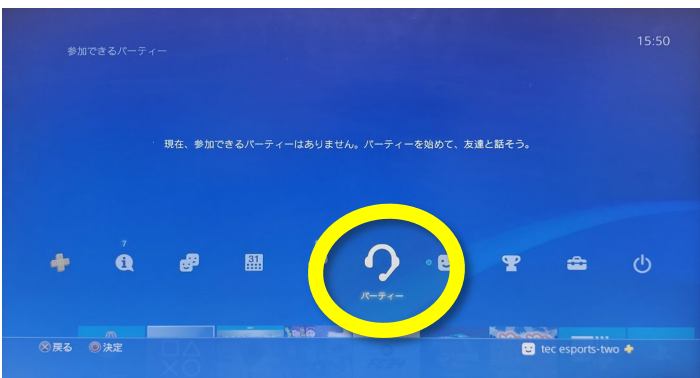 参加できるパーティー
15:50
現在、参加できるパーティーはありません。パーティーを始めて、友達と話そう。
7
31
パーティー
戻る 決定
tec esports-two